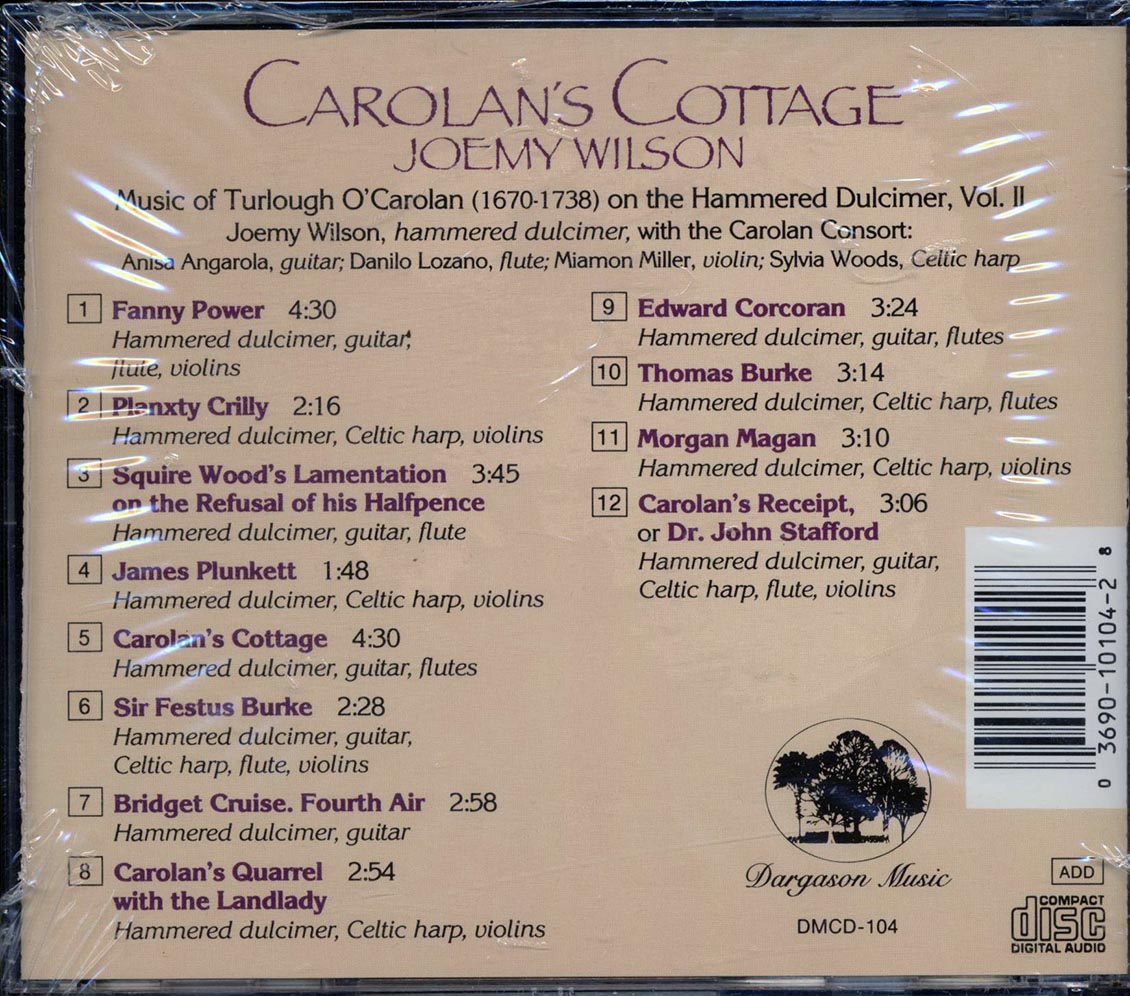 CAROLAN'S COTTAGE
JOEMY WILSON
Music of Turlough O'Carolan (1670-1738) on the Hammered Dulcimer, Vol. II
Joemy Wilson, hammered dulcimer, with the Carolan Consort:
Anisa Angarola, guitar; Danilo Lozano, flute; Miamon Miller, violin; Sylvia Woods, Celtic harp
1 Fanny Power 4:30
Hammered dulcimer, guitar,
flute, violins
2 Planxty Crilly 2:16
Hammered dulcimer, Celtic harp, violins
3 Squire Wood's Lamentation 3:45
on the Refusal of his Halfpence
Hammered dulcimer, guitar, flute
4 James Plunkett 1:48
Hammered dulcimer, Celtic harp, violins
5 Carolan's Cottage 4:30
Hammered dulcimer, guitar, flutes
6 Sir Festus Burke 2:28
Hammered dulcimer, guitar,
Celtic harp, flute, violins
7 Bridget Cruise. Fourth Air 2:58
Hammered dulcimer, guitar
8 Carolan's Quarrel 2:54
with the Landlady
Hammered dulcimer, Celtic harp, violins
9 Edward Corcoran 3:24
Hammered dulcimer, guitar, flutes
10 Thomas Burke 3:14
Hammered dulcimer, Celtic harp, flutes
11 Morgan Magan 3:10
Hammered dulcimer, Celtic harp, violins
12 Carolan's Receipt, 3:06
or Dr. John Stafford
Hammered dulcimer, guitar,
Celtic harp, flute, violins
0 3690-10104-2 8
Dargason Music
DMCD-104
ADD
COMPACT
disc
DIGITAL AUDIO